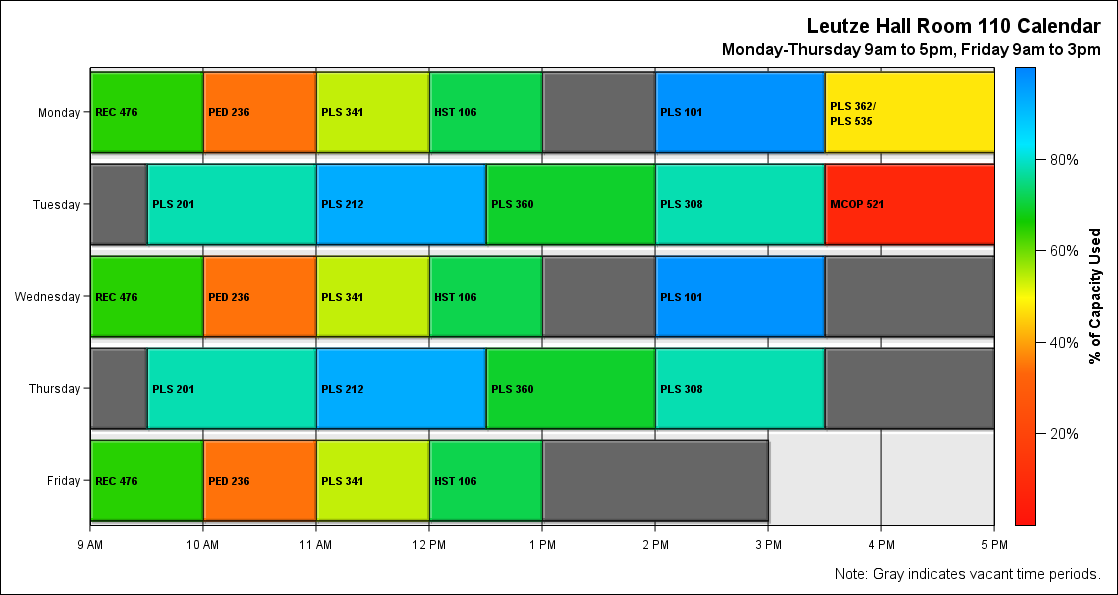 Leutze Hall Room 110 Calendar
Monday-Thursday 9am to 5pm, Friday 9am to 3pm
Monday
REC 476
PED 236
PLS 341
HST 106
PLS 101
PLS 362/
PLS 535
Tuesday
PLS 201
PLS 212
PLS 360
PLS 308
MCOP 521
Wednesday
REC 476
PED 236
PLS 341
HST 106
PLS 101
Thursday
PLS 201
PLS 212
PLS 360
PLS 308
Friday
REC 476
PED 236
PLS 341
HST 106
9 AM
10 AM
11 AM
12 PM
1 PM
2 PM
3 PM
4 PM
5 PM
80%
60%
40%
20%
% of Capacity Used
Note: Gray indicates vacant time periods.